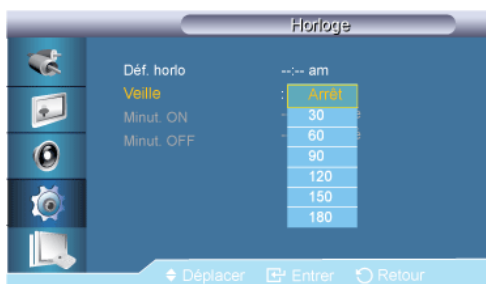 Horloge
Déf. horlo --:-- am
Veille : Arrêt
Minut. ON 30
Minut. OFF 60
90
120
150
180
Déplacer Entrer Retour